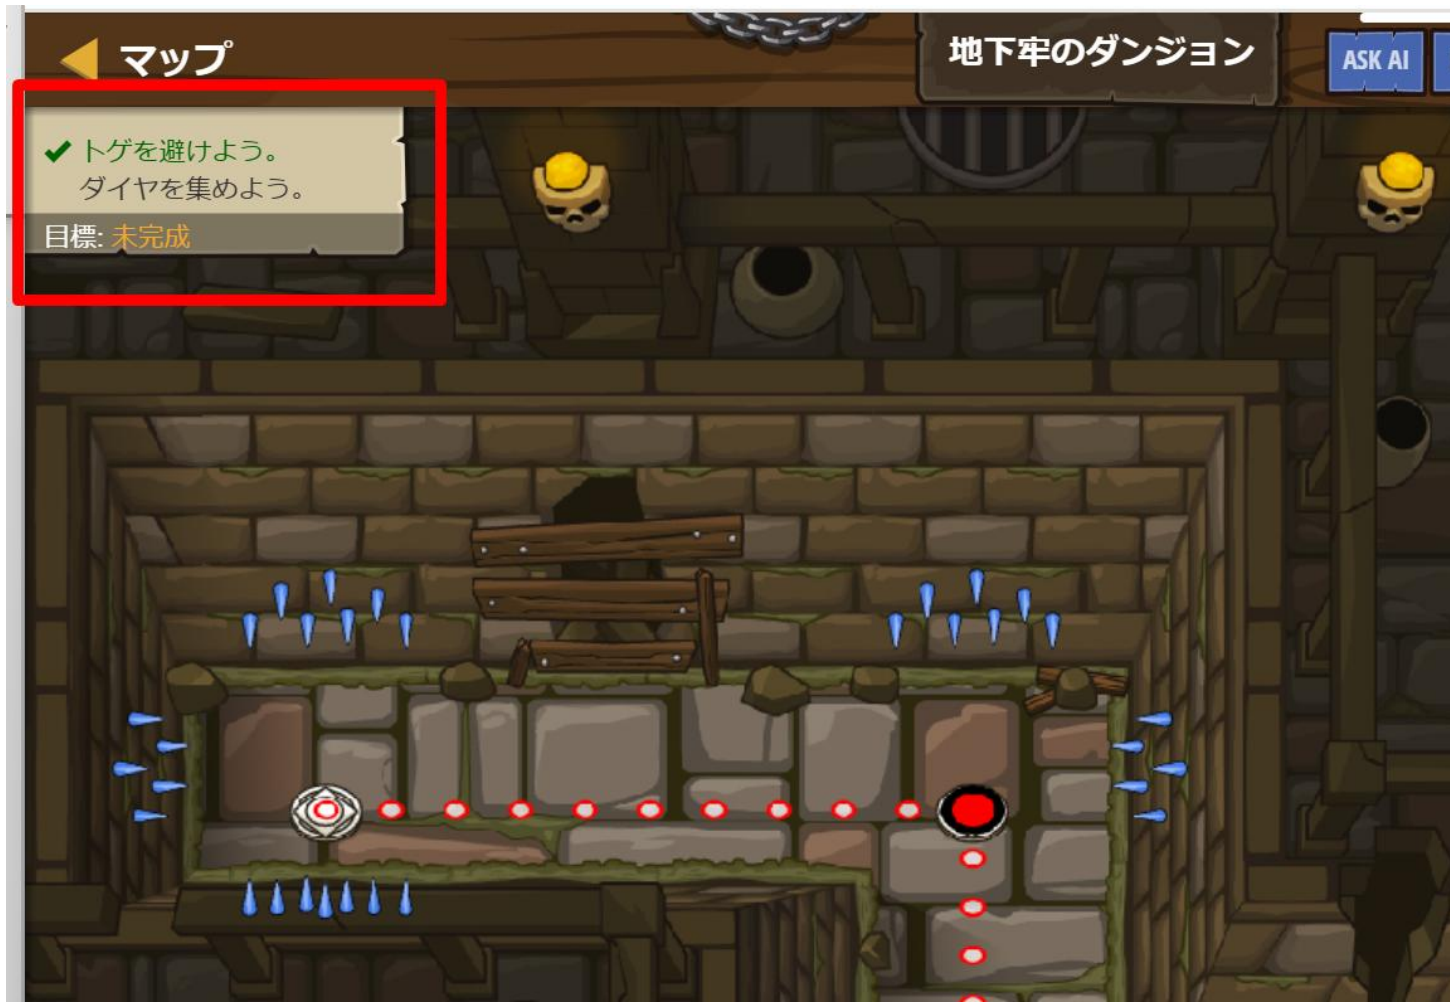 マップ
地下牢のダンジョン
ASK AI
✔ トゲを避けよう。
ダイヤを集めよう。
目標: 未完成